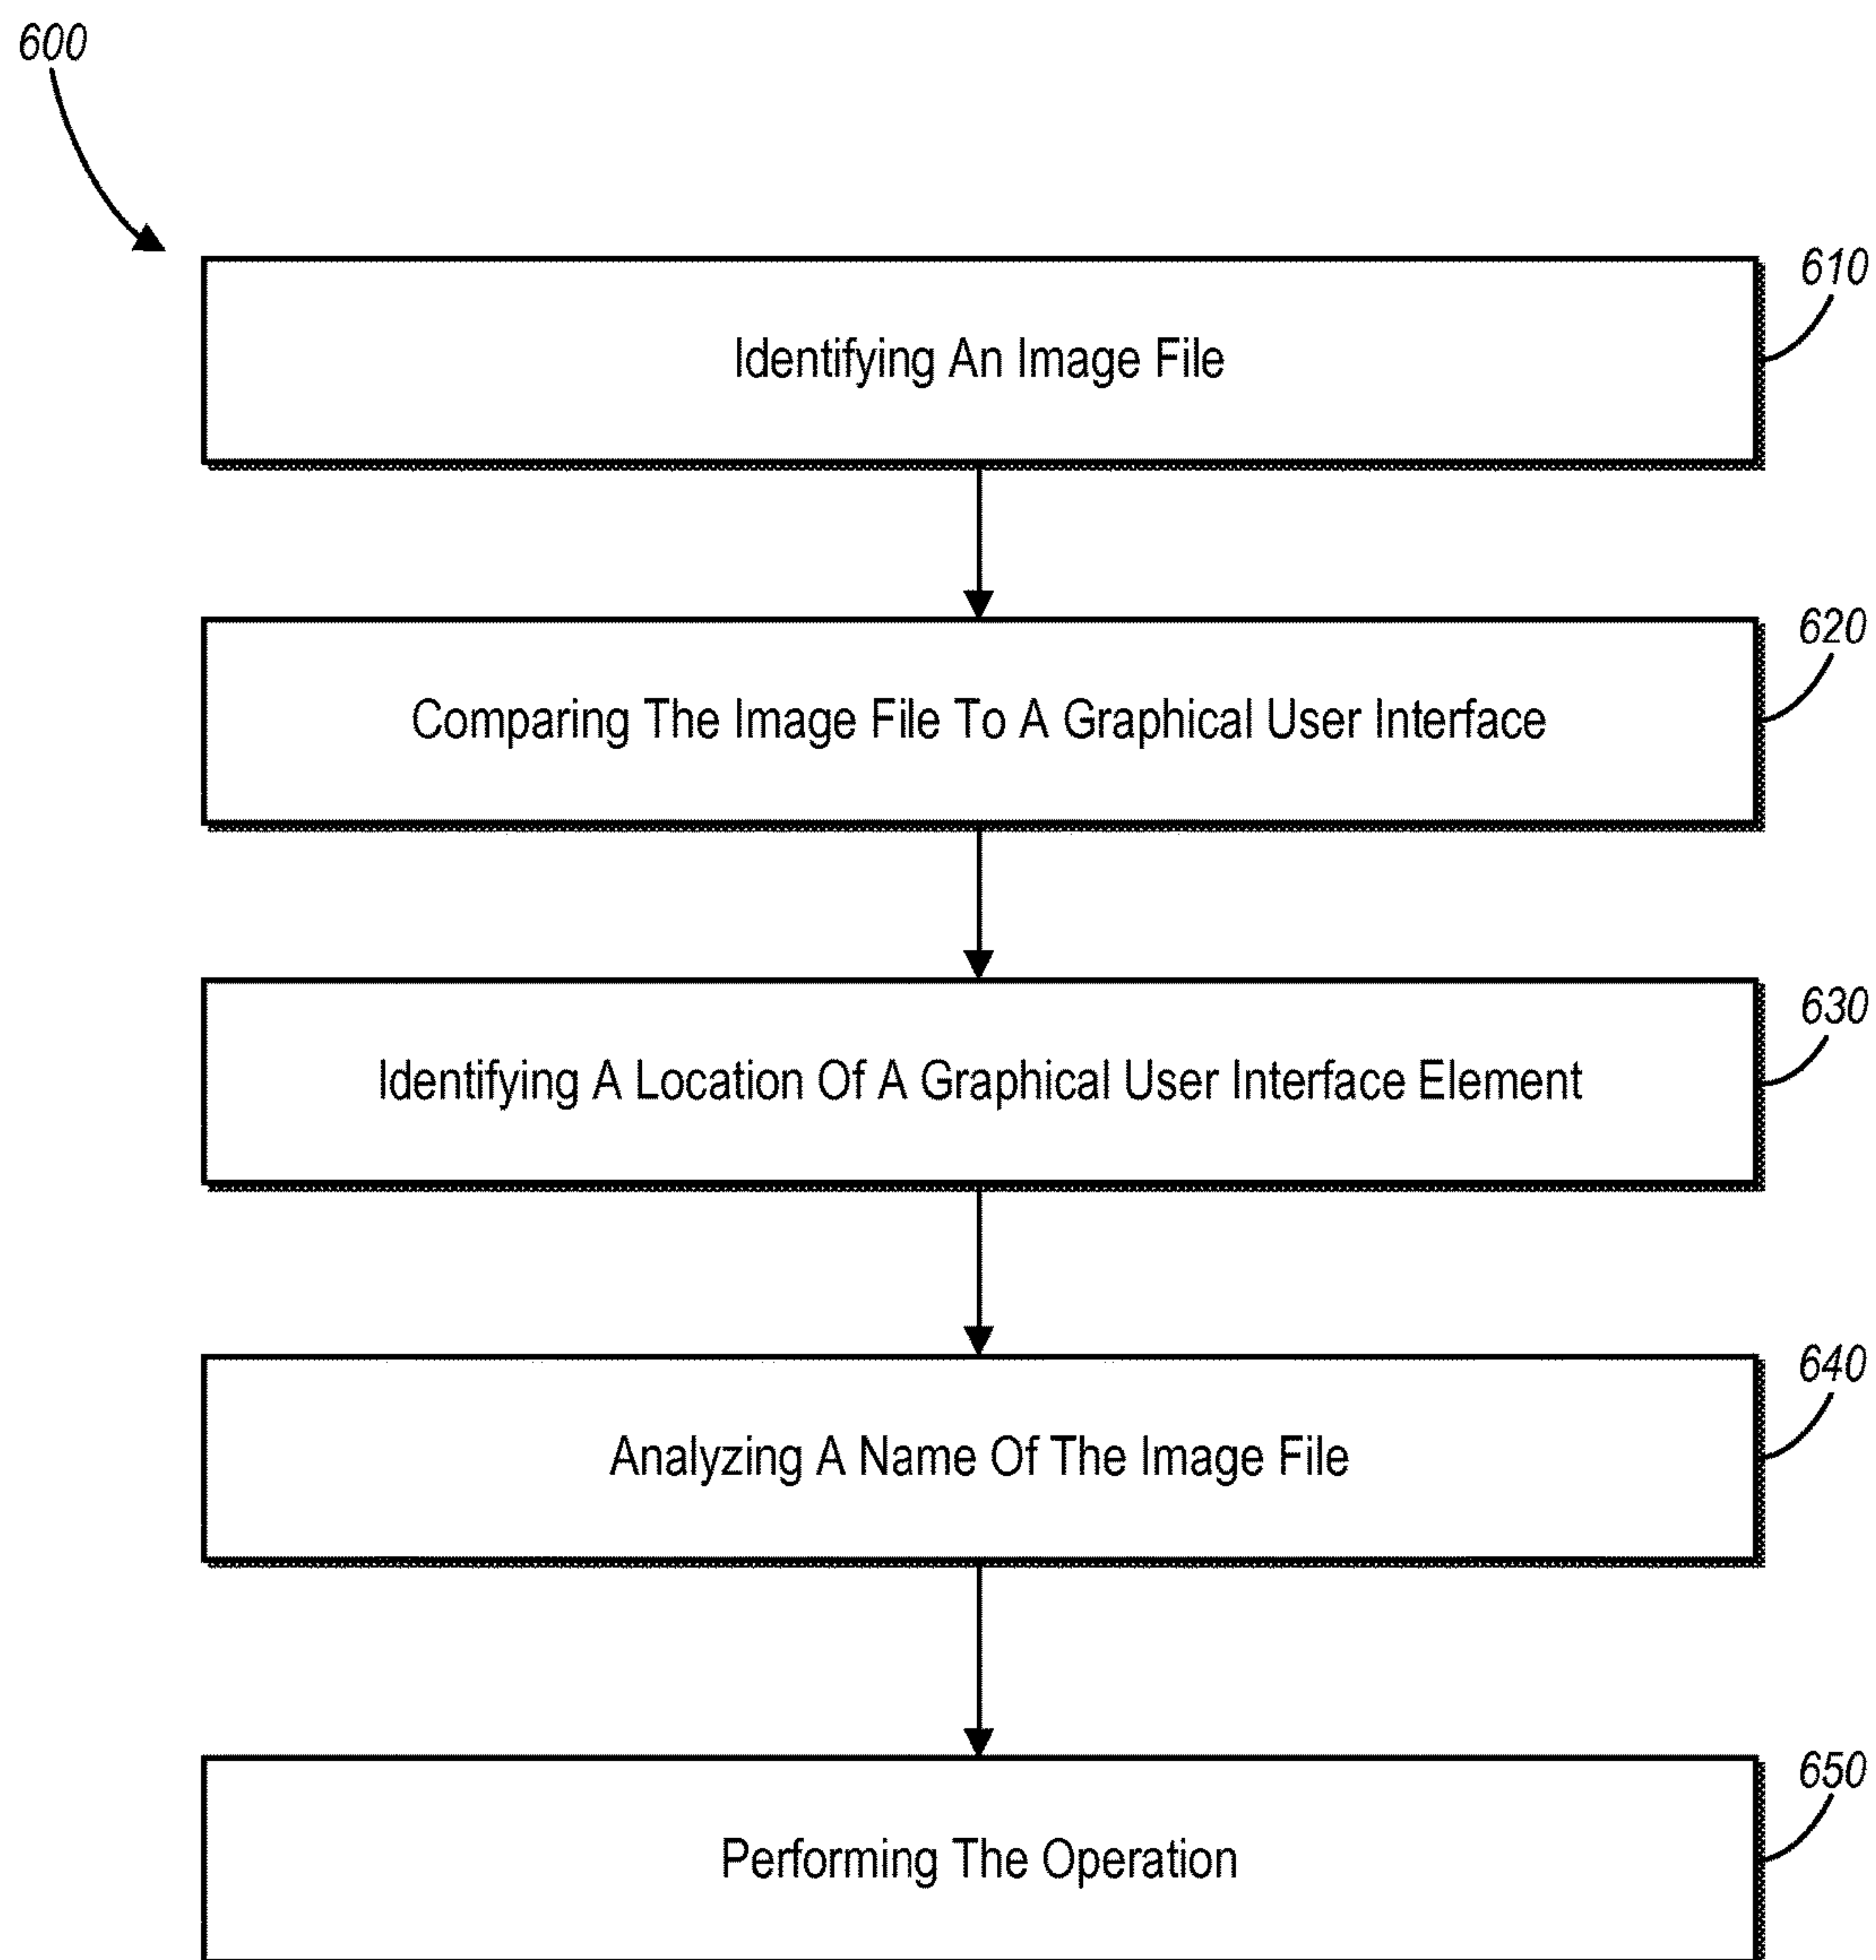 600
610
Identifying An Image File
620
Comparing The Image File To A Graphical User Interface
630
Identifying A Location Of A Graphical User Interface Element
640
Analyzing A Name Of The Image File
650
Performing The Operation